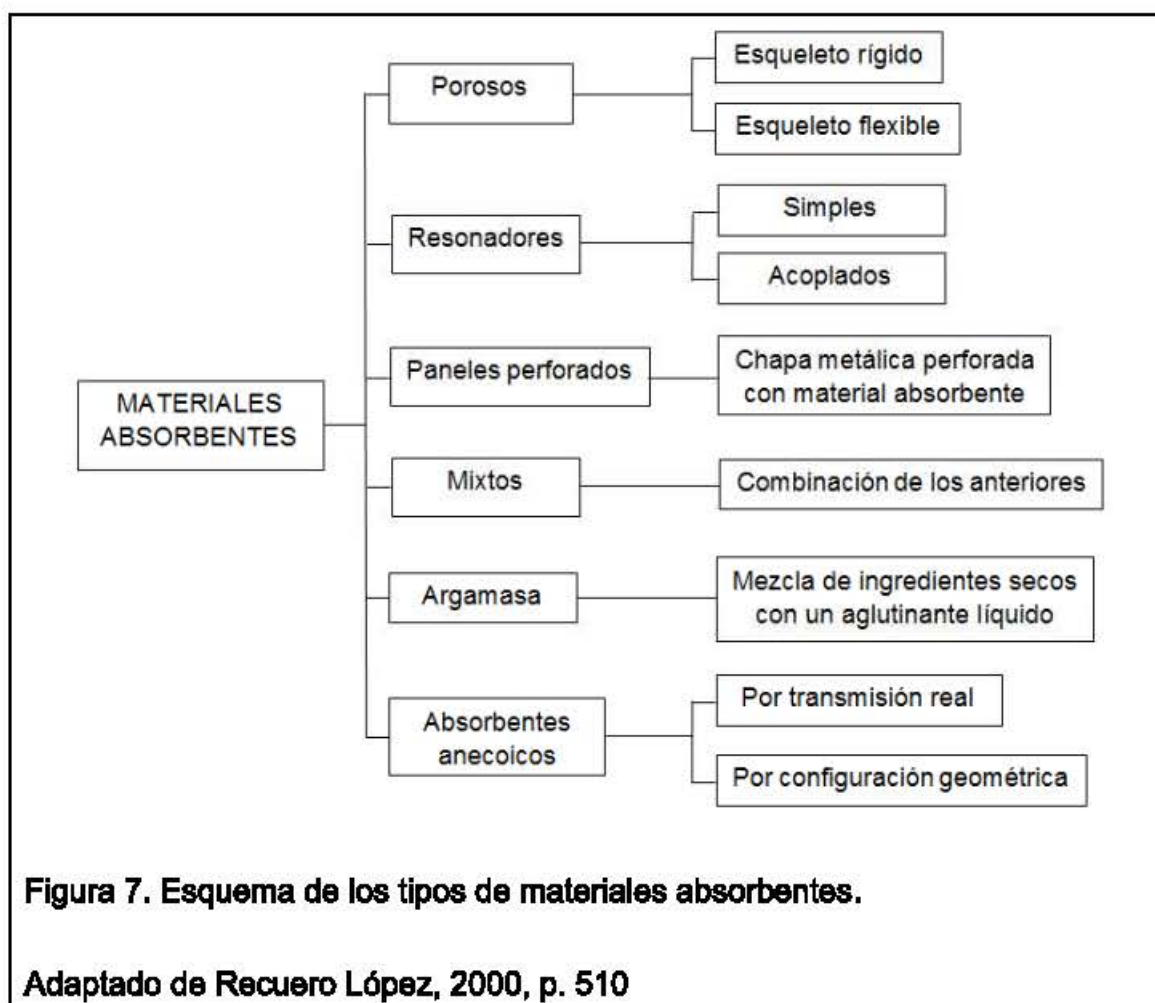 Porosos
Esqueleto rígido
Esqueleto flexible
Resonadores
Simples
Acoplados
Paneles perforados
Chapa metálica perforada
con material absorbente
MATERIALES
ABSORBENTES
Mixtos
Combinación de los anteriores
Argamasa
Mezcla de ingredientes secos
con un aglutinante líquido
Absorbentes
anecoicos
Por transmisión real
Por configuración geométrica
Figura 7. Esquema de los tipos de materiales absorbentes.
Adaptado de Recuero López, 2000, p. 510